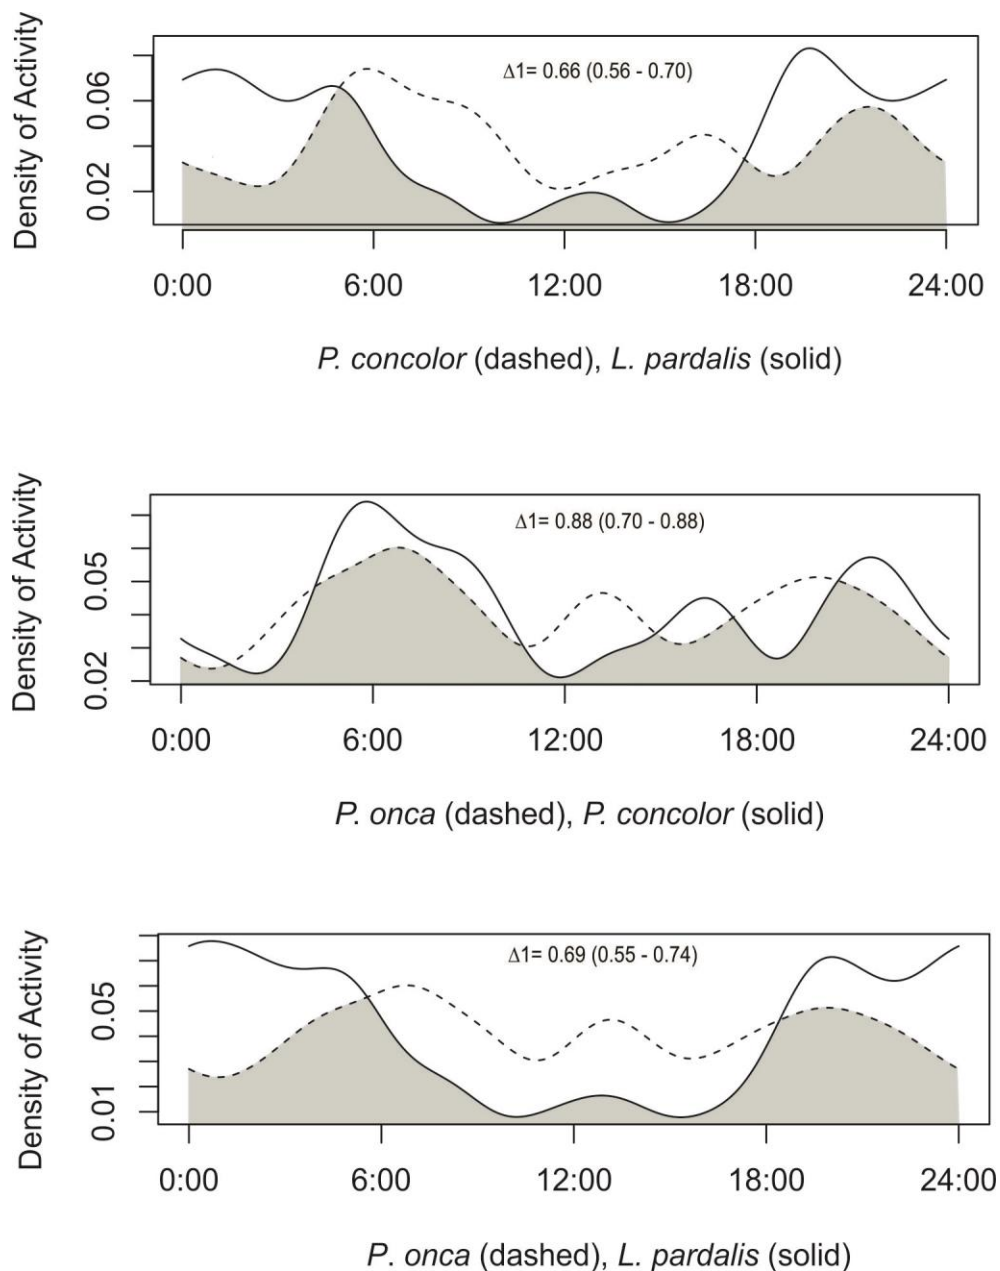 Density of Activity
0.06
0.02
Δ1= 0.66 (0.56 - 0.70)
0:00 6:00 12:00 18:00 24:00
P. concolor (dashed), L. pardalis (solid)
Density of Activity
0.05
0.02
Δ1= 0.88 (0.70 - 0.88)
0:00 6:00 12:00 18:00 24:00
P. onca (dashed), P. concolor (solid)
Density of Activity
0.05
0.01
Δ1= 0.69 (0.55 - 0.74)
0:00 6:00 12:00 18:00 24:00
P. onca (dashed), L. pardalis (solid)